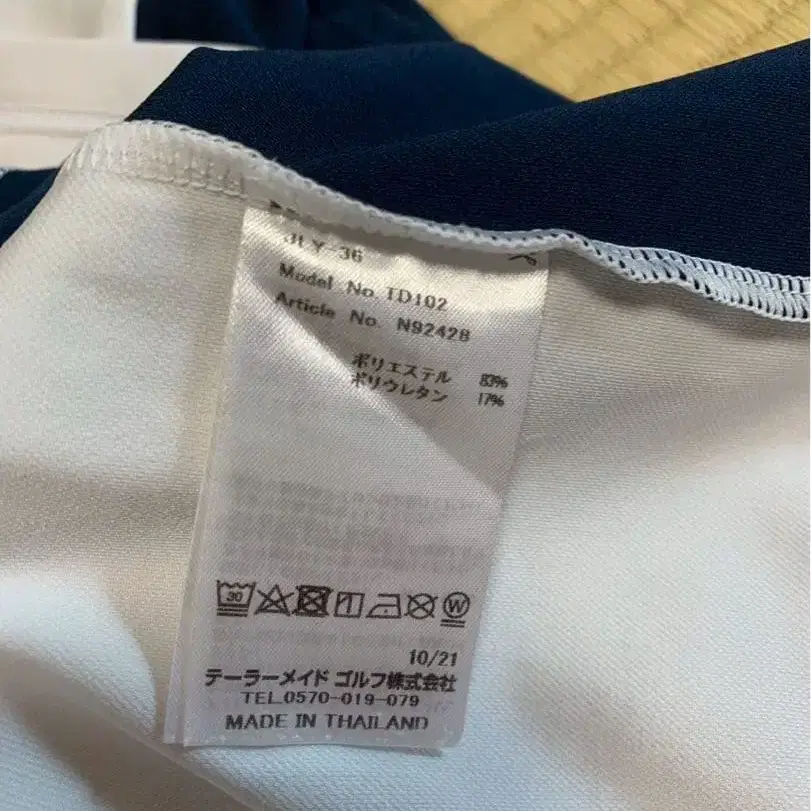 JLY-36
Model No. TD102
Article No. N92428
ポリエステル 83%
ポリウレタン 17%
30
W
10/21
テーラーメイド ゴルフ株式会社
TEL.0570-019-079
MADE IN THAILAND